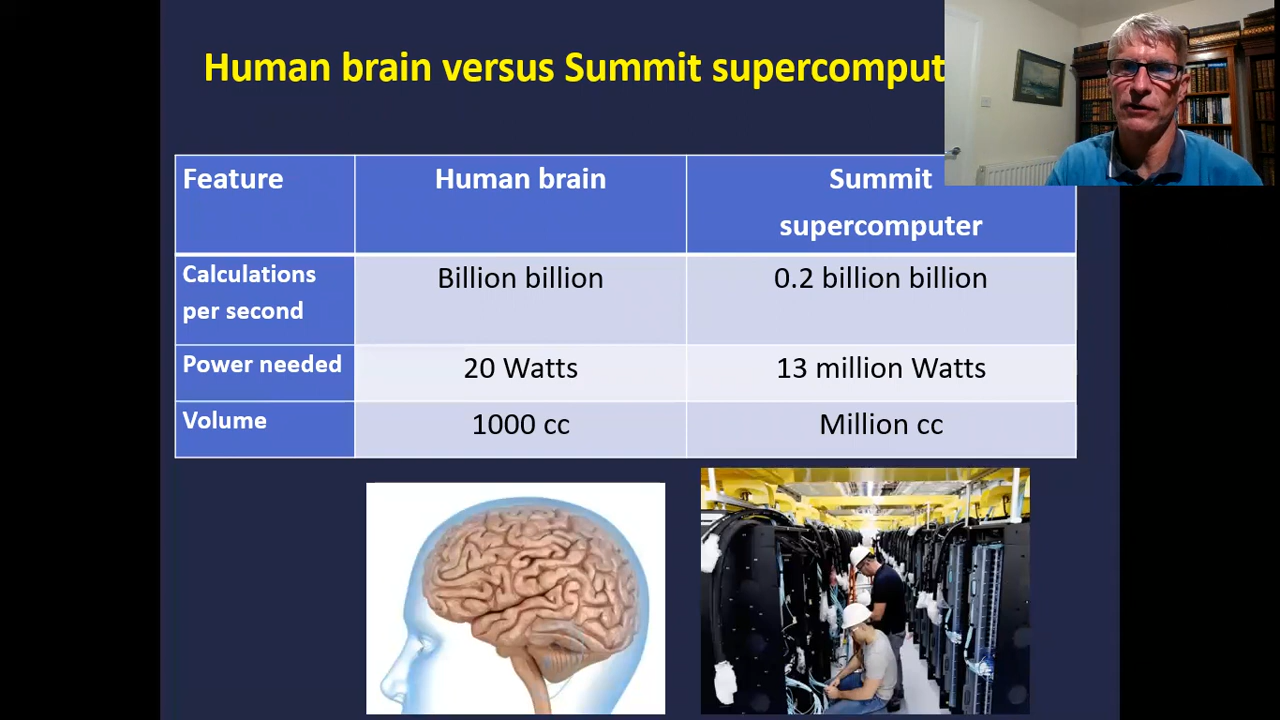 Human brain versus Summit supercomput
Feature Human brain Summit
supercomputer
Calculations
per second Billion billion 0.2 billion billion
Power needed 20 Watts 13 million Watts
Volume 1000 cc Million cc